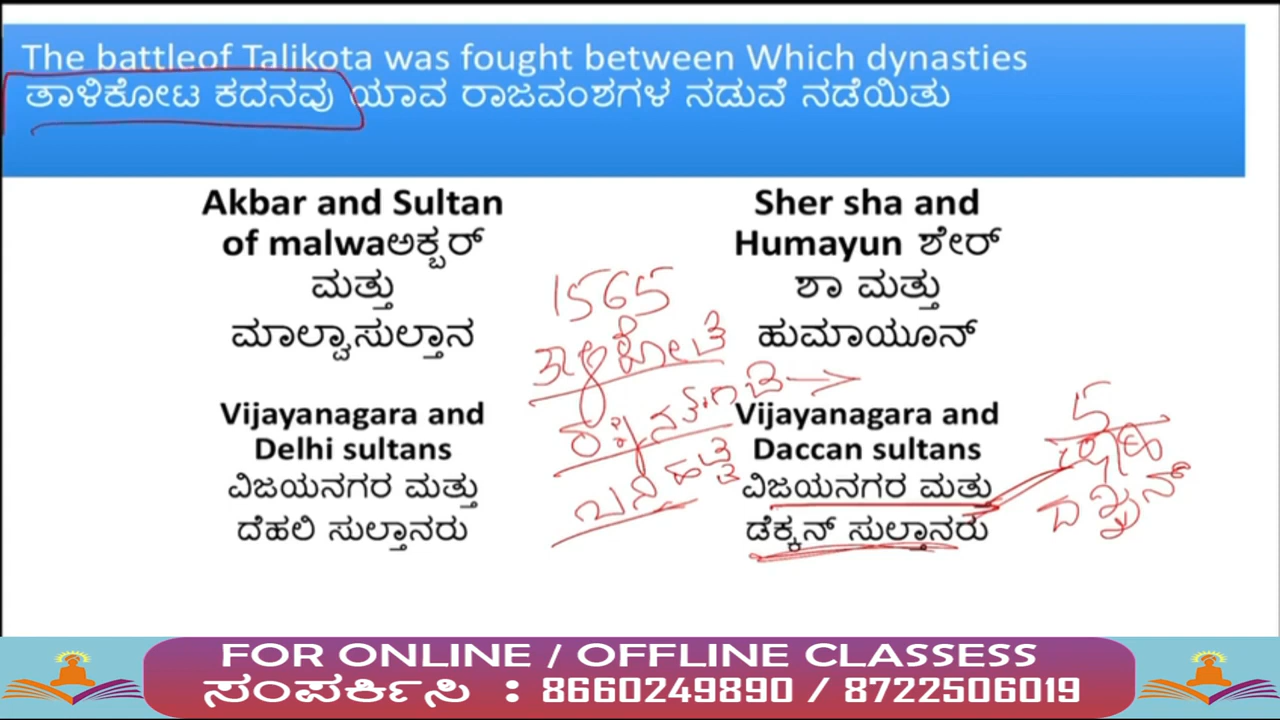 The battleof Talikota was fought between Which dynasties
ತಾಳಿಕೋಟ ಕದನವು ಯಾವ ರಾಜವಂಶಗಳ ನಡುವೆ ನಡೆಯಿತು
Akbar and Sultan
of malwaಅಕ್ಬರ್
ಮತ್ತು
ಮಾಲ್ವಾಸುಲ್ತಾನ
Sher sha and
Humayun ಶೇರ್
ಶಾ ಮತ್ತು
ಹುಮಾಯೂನ್
1565
Vijayanagara and
Delhi sultans
ವಿಜಯನಗರ ಮತ್ತು
ದೆಹಲಿ ಸುಲ್ತಾನರು
Vijayanagara and
Daccan sultans
ವಿಜಯನಗರ ಮತ್ತು
ಡೆಕ್ಕನ್ ಸುಲ್ತಾನರು
5
FOR ONLINE / OFFLINE CLASSESS
ಸಂಪರ್ಕಿಸಿ : 8660249890 / 8722506019